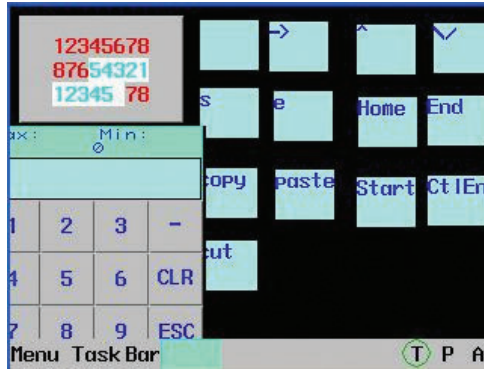 12345678
87654321
12345 78
->
^
\/
s
e
Home
End
ax:
Min:
0
copy
paste
Start
CtlEn
1
2
3
-
cut
4
5
6
CLR
7
8
9
ESC
Menu Task Bar
T P A